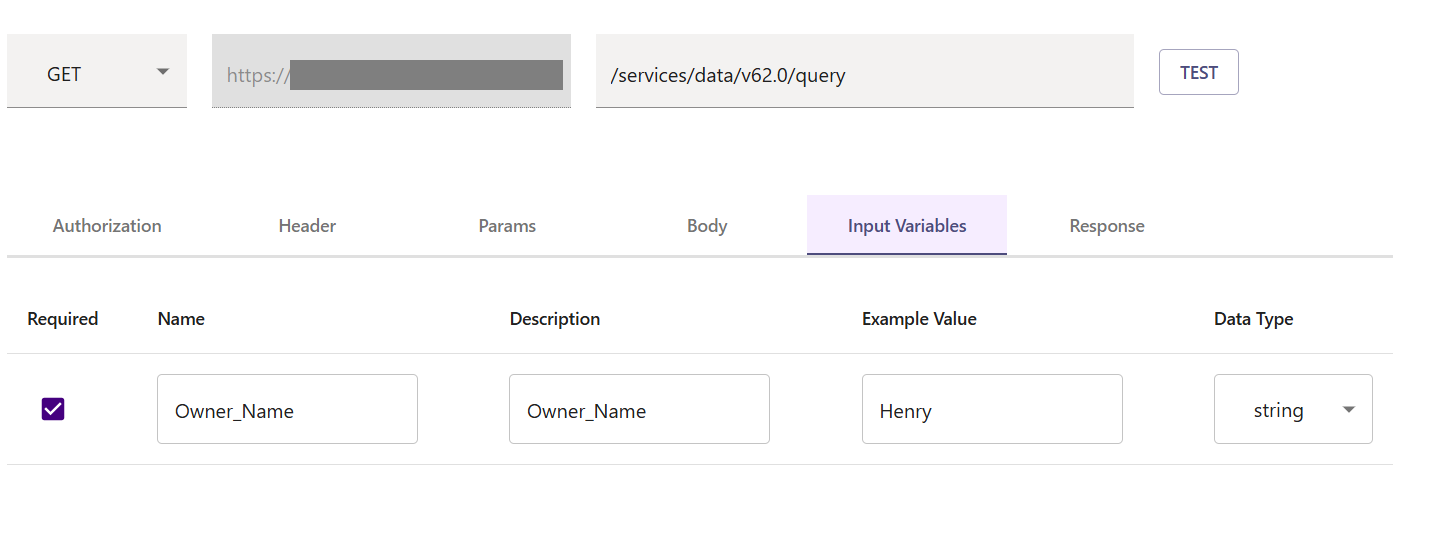 GET https:// /services/data/v62.0/query TEST
Authorization Header Params Body Input Variables Response
Required Name Description Example Value Data Type
Owner_Name Owner_Name Henry string